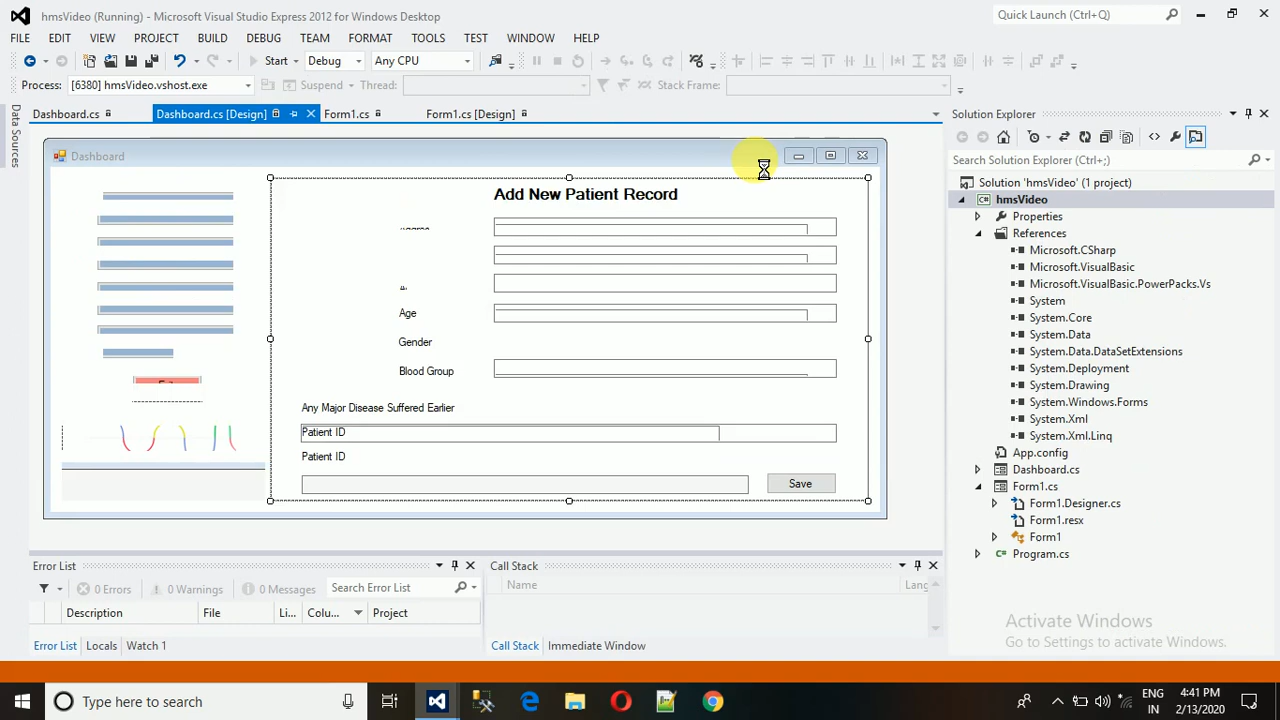 hmsVideo (Running) - Microsoft Visual Studio Express 2012 for Windows Desktop
Quick Launch (Ctrl+Q)
FILE EDIT VIEW PROJECT BUILD DEBUG TEAM FORMAT TOOLS TEST WINDOW HELP
Start Debug Any CPU
Process: [6380] hmsVideo.vshost.exe Suspend Thread: Stack Frame:
Data Sources
Dashboard.cs Dashboard.cs [Design] Form1.cs Form1.cs [Design]
Dashboard
Add New Patient Record
Age
Gender
Blood Group
Any Major Disease Suffered Earlier
Patient ID
Patient ID
Save
Solution Explorer
Search Solution Explorer (Ctrl+;)
Solution 'hmsVideo' (1 project)
hmsVideo
Properties
References
Microsoft.CSharp
Microsoft.VisualBasic
Microsoft.VisualBasic.PowerPacks.Vs
System
System.Core
System.Data
System.Data.DataSetExtensions
System.Deployment
System.Drawing
System.Windows.Forms
System.Xml
System.Xml.Linq
App.config
Dashboard.cs
Form1.cs
Form1.Designer.cs
Form1.resx
Form1
Program.cs
Error List
0 Errors 0 Warnings 0 Messages Search Error List
Description File Li... Colu... Project
Error List Locals Watch 1
Call Stack
Name Lang
Call Stack Immediate Window
Activate Windows
Go to Settings to activate Windows.
Type here to search
ENG
IN
4:41 PM
2/13/2020